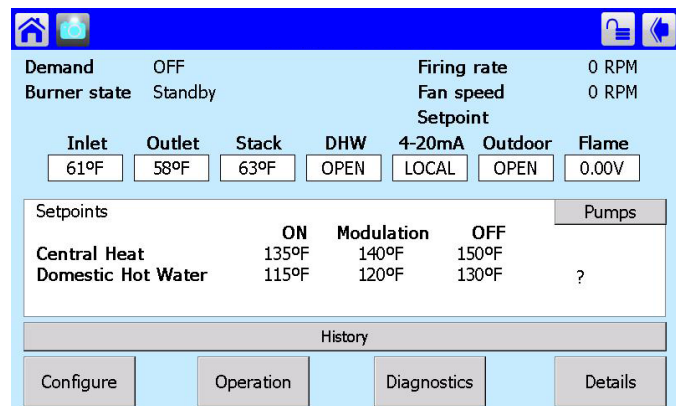 Demand OFF Firing rate 0 RPM
Burner state Standby Fan speed 0 RPM
Setpoint
Inlet Outlet Stack DHW 4-20mA Outdoor Flame
61ºF 58ºF 63ºF OPEN LOCAL OPEN 0.00V
Setpoints Pumps
ON Modulation OFF
Central Heat 135ºF 140ºF 150ºF
Domestic Hot Water 115ºF 120ºF 130ºF ?
History
Configure Operation Diagnostics Details